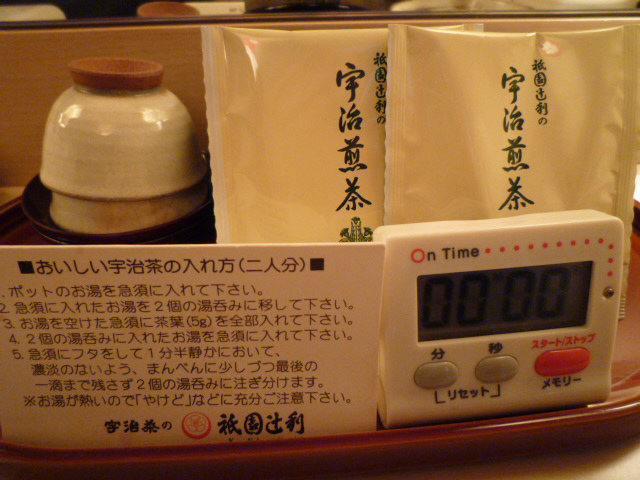 祇園辻利の
宇治煎茶
祇園辻利の
宇治煎茶
■おいしい宇治茶の入れ方(二人分)■
1. ポットのお湯を急須に入れて下さい。
2. 急須に入れたお湯を2個の湯呑みに移して下さい。
3. お湯を空けた急須に茶葉(5g)を全部入れて下さい。
4. 2個の湯呑みに入れたお湯を急須に入れます。
5. 急須にフタをして1分半静かにおいて、
濃淡のないよう、まんべんに少しづつ最後の
一滴まで残さず2個の湯呑みに注ぎ分けます。
※お湯が熱いので「やけど」などに充分ご注意下さい。
宇治茶の 祇園辻利
On Time
00:00
分 秒 スタート/ストップ
リセット メモリー